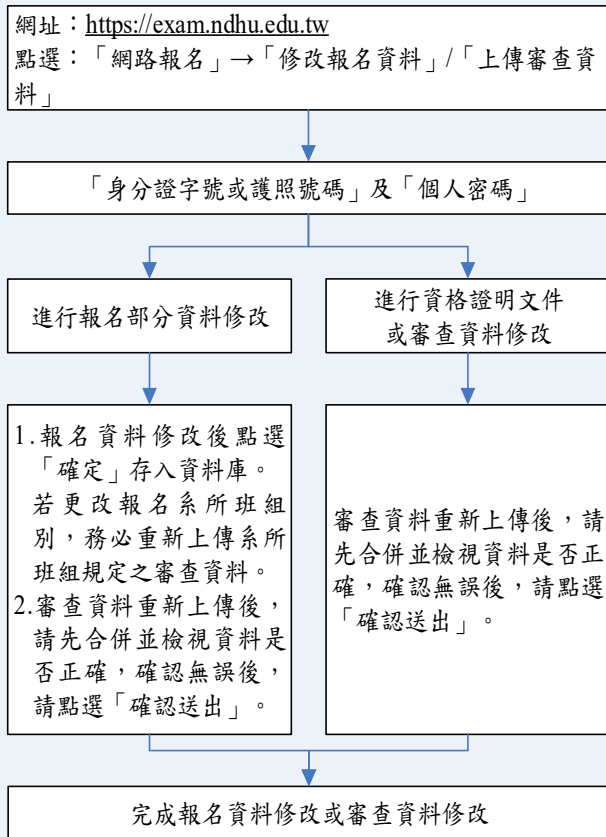 網址：https://exam.ndhu.edu.tw
點選：「網路報名」→「修改報名資料」/「上傳審查資
料」
「身分證字號或護照號碼」及「個人密碼」
進行報名部分資料修改
進行資格證明文件
或審查資料修改
1.報名資料修改後點選
「確定」存入資料庫。
若更改報名系所班組
別，務必重新上傳系所
班組規定之審查資料。
2.審查資料重新上傳後，
請先合併並檢視資料是
否正確，確認無誤後，
請點選「確認送出」。
審查資料重新上傳後，請
先合併並檢視資料是否正
確，確認無誤後，請點選
「確認送出」。
完成報名資料修改或審查資料修改